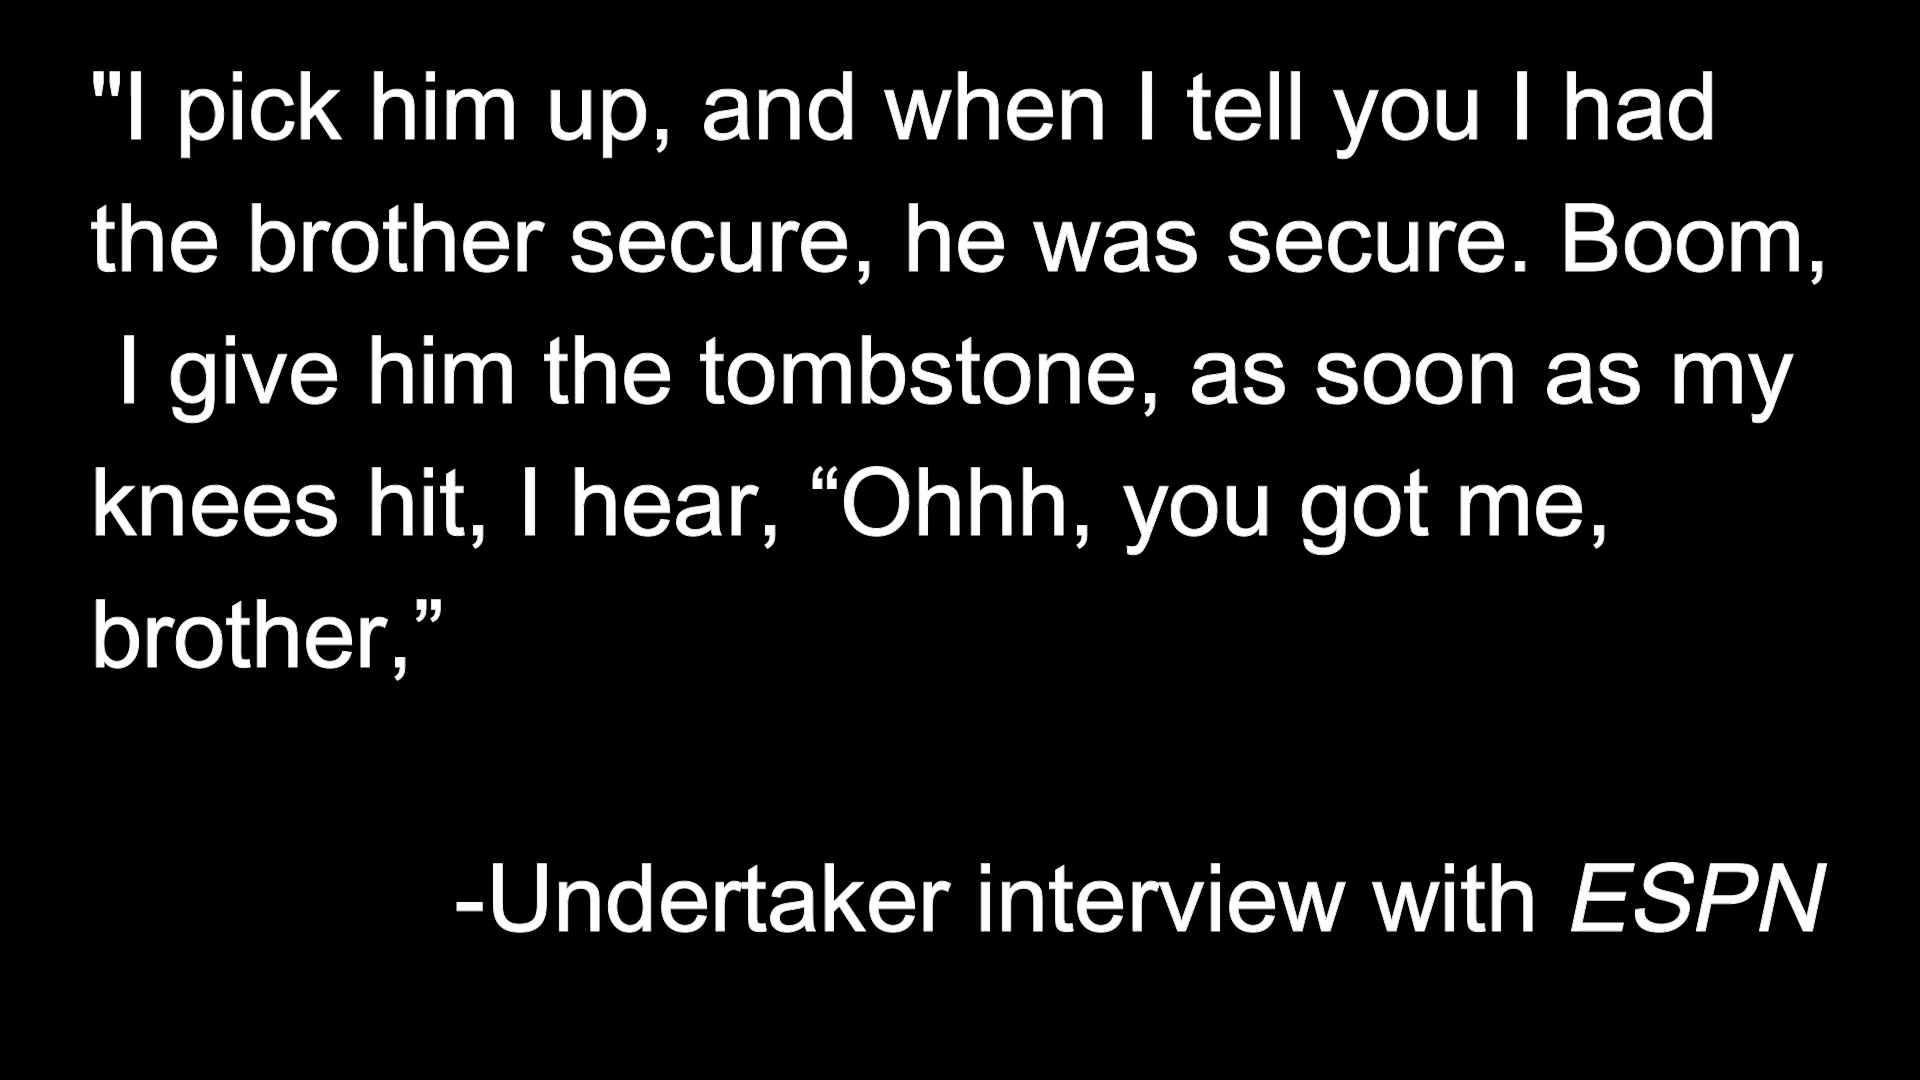 "I pick him up, and when I tell you I had
the brother secure, he was secure. Boom,
I give him the tombstone, as soon as my
knees hit, I hear, “Ohhh, you got me,
brother,”
-Undertaker interview with ESPN